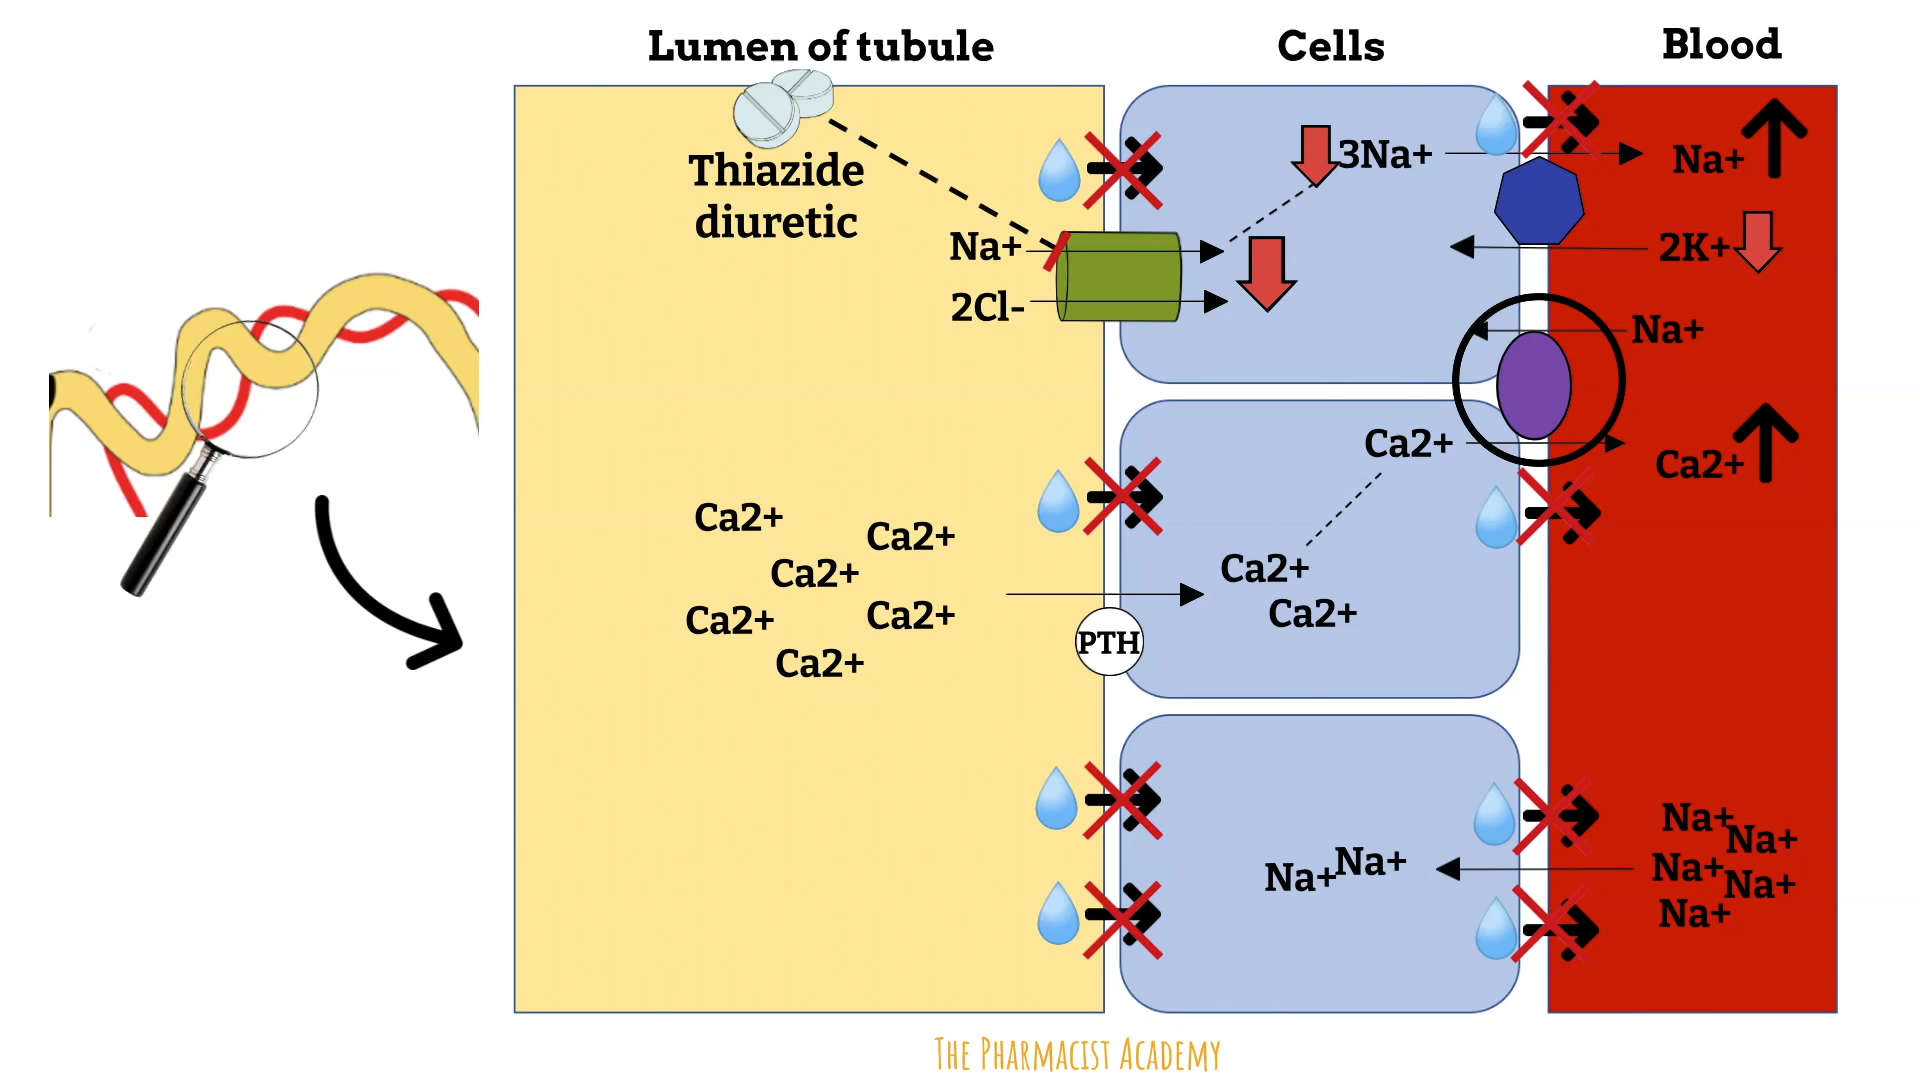 Lumen of tubule
Cells
Blood
Thiazide
diuretic
3Na+
Na+
Na+
2Cl-
2K+
Na+
Ca2+
Ca2+
Ca2+
Ca2+
Ca2+
Ca2+
Ca2+
Ca2+
Ca2+
Ca2+
PTH
Na+
Na+
Na+
Na+
Na+
Na+
Na+
The Pharmacist Academy